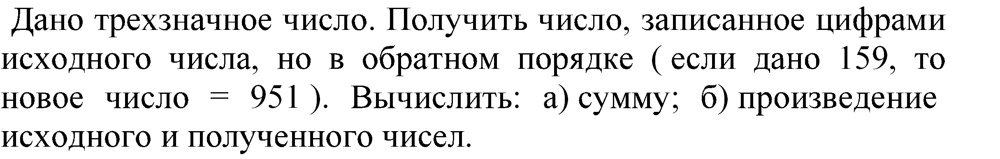 Дано трехзначное число. Получить число, записанное цифрами
исходного числа, но в обратном порядке ( если дано 159, то
новое число = 951 ). Вычислить: а) сумму; б) произведение
исходного и полученного чисел.